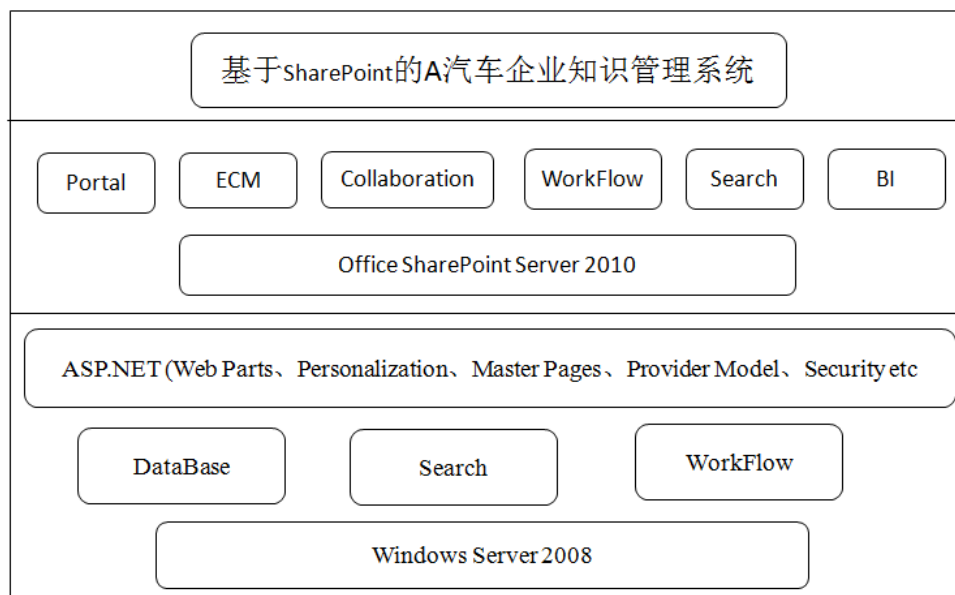 基于SharePoint的A汽车企业知识管理系统
Portal
ECM
Collaboration
WorkFlow
Search
BI
Office SharePoint Server 2010
ASP.NET (Web Parts、Personalization、Master Pages、Provider Model、Security etc
DataBase
Search
WorkFlow
Windows Server 2008